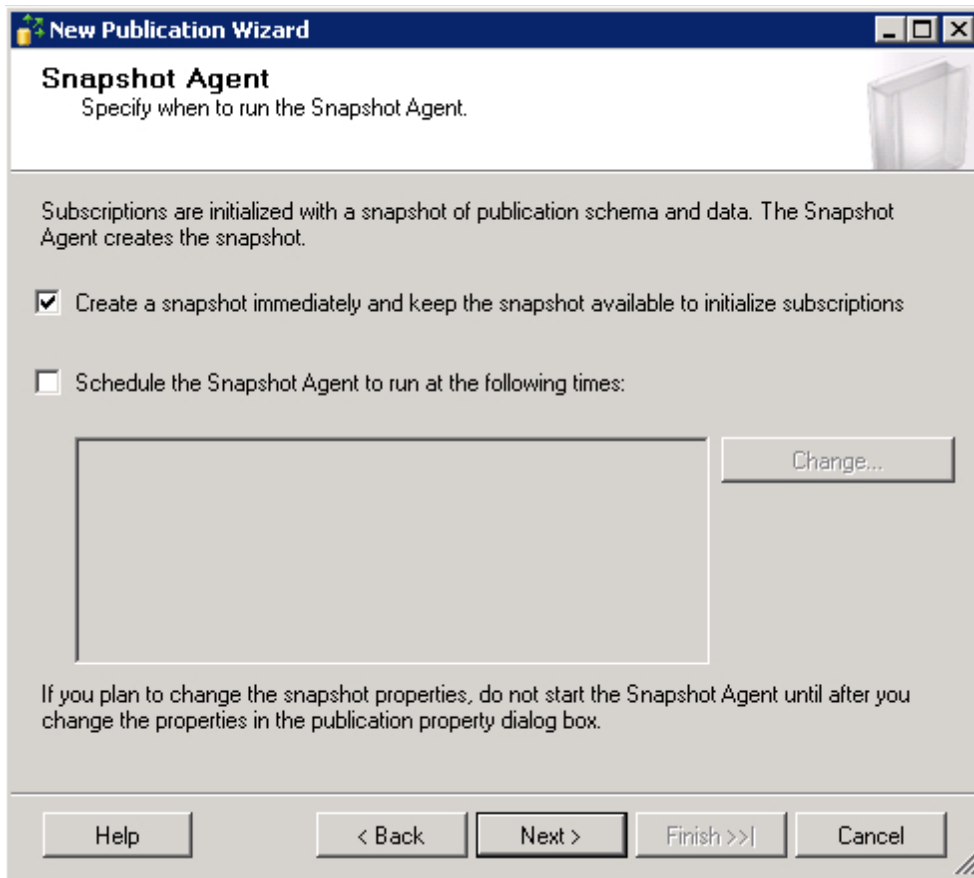 New Publication Wizard
Snapshot Agent
Specify when to run the Snapshot Agent.
Subscriptions are initialized with a snapshot of publication schema and data. The Snapshot
Agent creates the snapshot.
Create a snapshot immediately and keep the snapshot available to initialize subscriptions
Schedule the Snapshot Agent to run at the following times:
Change...
If you plan to change the snapshot properties, do not start the Snapshot Agent until after you
change the properties in the publication property dialog box.
Help
< Back
Next >
Finish >>|
Cancel